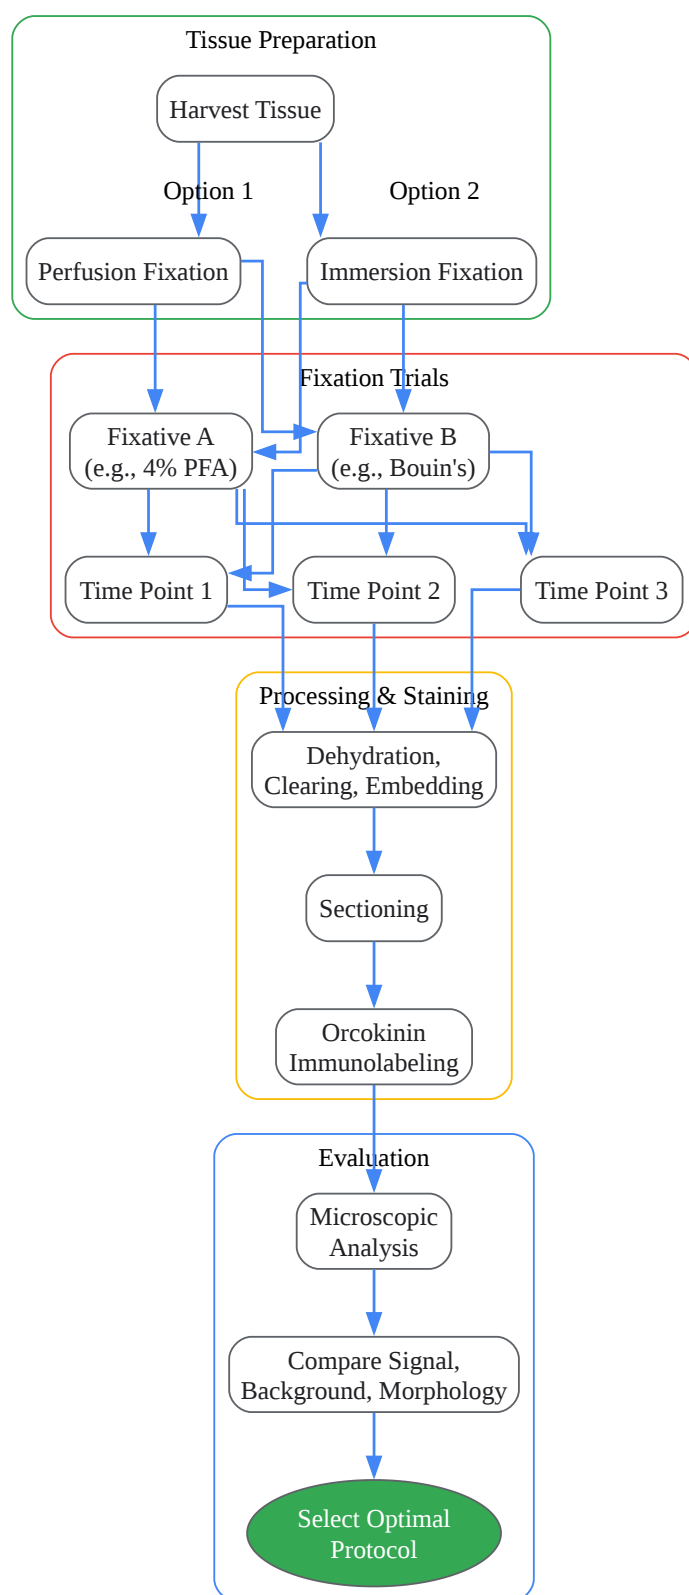 Tissue Preparation
Harvest Tissue
Option 1
Option 2
Perfusion Fixation
Immersion Fixation
Fixation Trials
Fixative A
(e.g., 4% PFA)
Fixative B
(e.g., Bouin's)
Time Point 1
Time Point 2
Time Point 3
Processing & Staining
Dehydration,
Clearing, Embedding
Sectioning
Orcokinin
Immunolabeling
Evaluation
Microscopic
Analysis
Compare Signal,
Background, Morphology
Select Optimal
Protocol